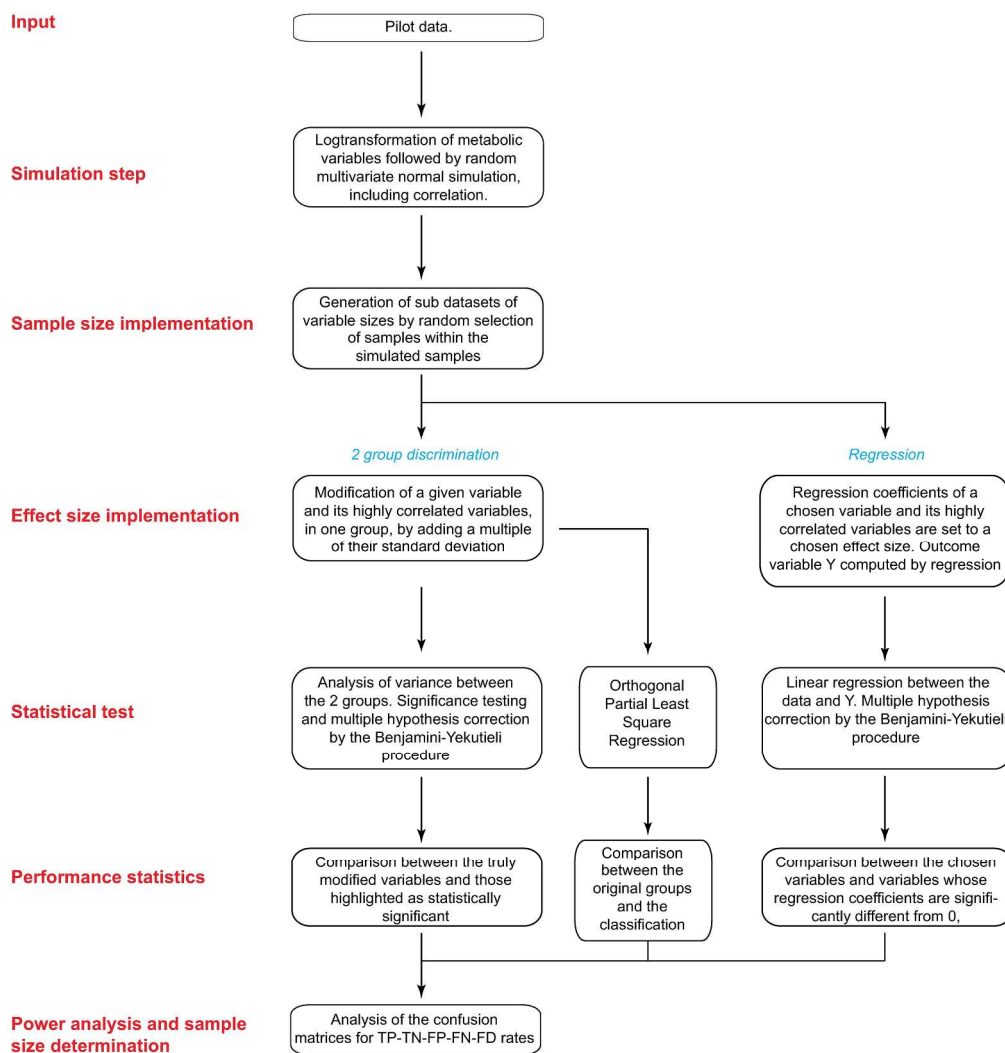 Input
Pilot data.
Simulation step
Logtransformation of metabolic
variables followed by random
multivariate normal simulation,
including correlation.
Sample size implementation
Generation of sub datasets of
variable sizes by random selection
of samples within the
simulated samples
2 group discrimination
Regression
Effect size implementation
Modification of a given variable
and its highly correlated variables,
in one group, by adding a multiple
of their standard deviation
Regression coefficients of a
chosen variable and its highly
correlated variables are set to a
chosen effect size. Outcome
variable Y computed by regression
Statistical test
Analysis of variance between
the 2 groups. Significance testing
and multiple hypothesis correction
by the Benjamini-Yekutieli
procedure
Orthogonal
Partial Least
Square
Regression
Linear regression between the
data and Y. Multiple hypothesis
correction by the Benjamini-Yekutieli
procedure
Performance statistics
Comparison between the truly
modified variables and those
highlighted as statistically
significant
Comparison
between the
original groups
and the
classification
Comparison between the chosen
variables and variables whose
regression coefficients are signifi-
cantly different from 0,
Power analysis and sample
size determination
Analysis of the confusion
matrices for TP-TN-FP-FN-FD rates